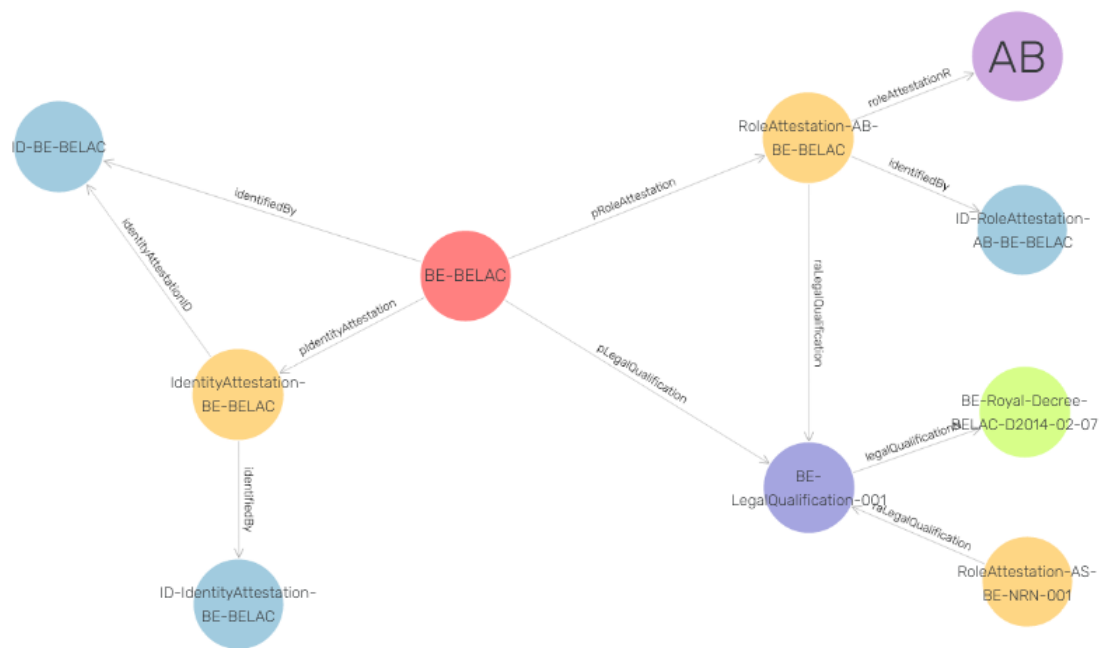 AB
roleAttestationR
RoleAttestation-AB-
BE-BELAC
ID-BE-BELAC
identifiedBy
pRoleAttestation
identifiedBy
ID-RoleAttestation-
AB-BE-BELAC
identityAttestationID
BE-BELAC
raLegalQualification
pIdentityAttestation
pLegalQualification
IdentityAttestation-
BE-BELAC
BE-Royal-Decree-
BELAC-D2014-02-07
BE-
LegalQualification-001
identifiedBy
raLegalQualification
RoleAttestation-AS-
BE-NRN-001
ID-IdentityAttestation-
BE-BELAC